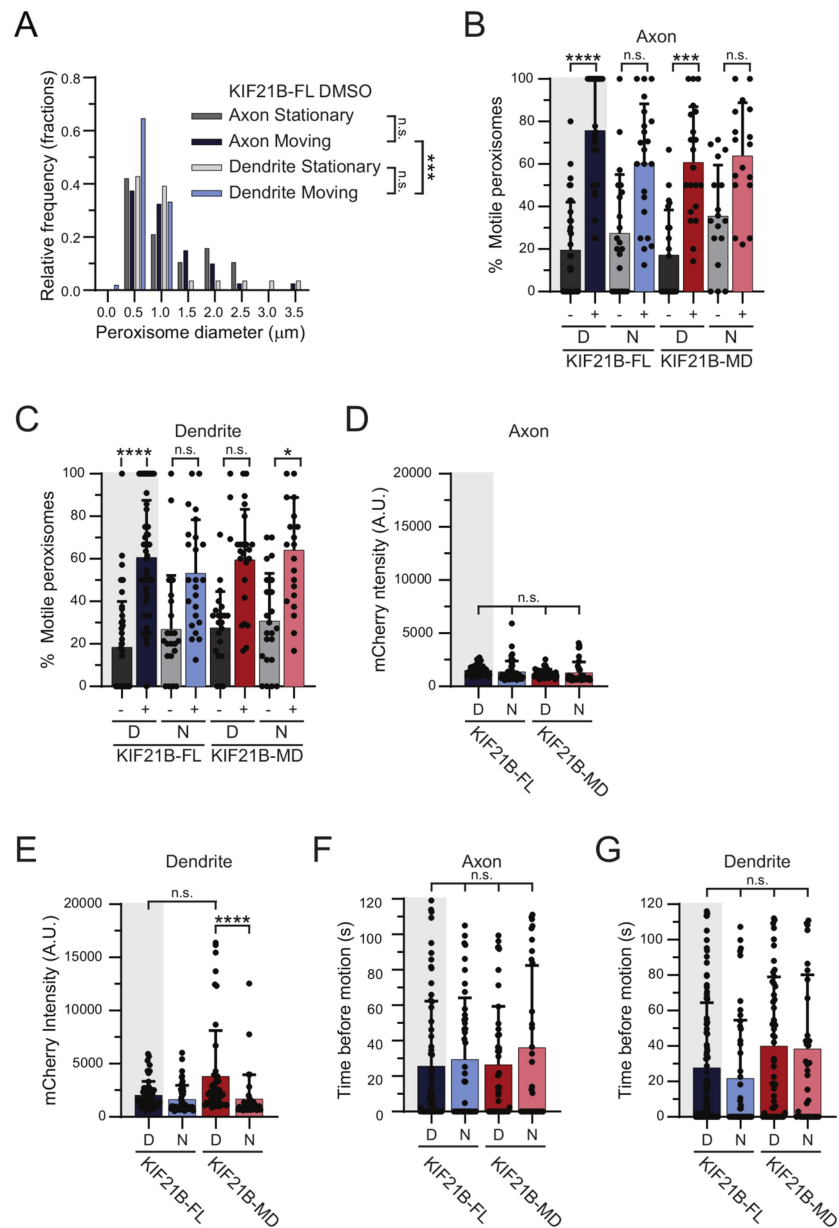 A
KIF21B-FL DMSO
Axon Stationary
Axon Moving
Dendrite Stationary
Dendrite Moving
n.s.
n.s.
***
Relative frequency (fractions)
0.8
0.6
0.4
0.2
0.0
0.0 0.5 1.0 1.5 2.0 2.5 3.0 3.5
Peroxisome diameter (μm)
B
Axon
**** n.s. *** n.s.
% Motile peroxisomes
100
80
60
40
20
0
- + - + - + - +
D N D N
KIF21B-FL KIF21B-MD
C
Dendrite
**** n.s. n.s. *
% Motile peroxisomes
100
80
60
40
20
0
- + - + - + - +
D N D N
KIF21B-FL KIF21B-MD
D
Axon
mCherry ntensity (A.U.)
20000
15000
10000
5000
0
n.s.
D N D N
KIF21B-FL KIF21B-MD
E
Dendrite
n.s.
****
mCherry Intensity (A.U.)
20000
15000
10000
5000
0
D N D N
KIF21B-FL KIF21B-MD
F
Axon
n.s.
Time before motion (s)
120
100
80
60
40
20
0
D N D N
KIF21B-FL KIF21B-MD
G
Dendrite
n.s.
Time before motion (s)
120
100
80
60
40
20
0
D N D N
KIF21B-FL KIF21B-MD